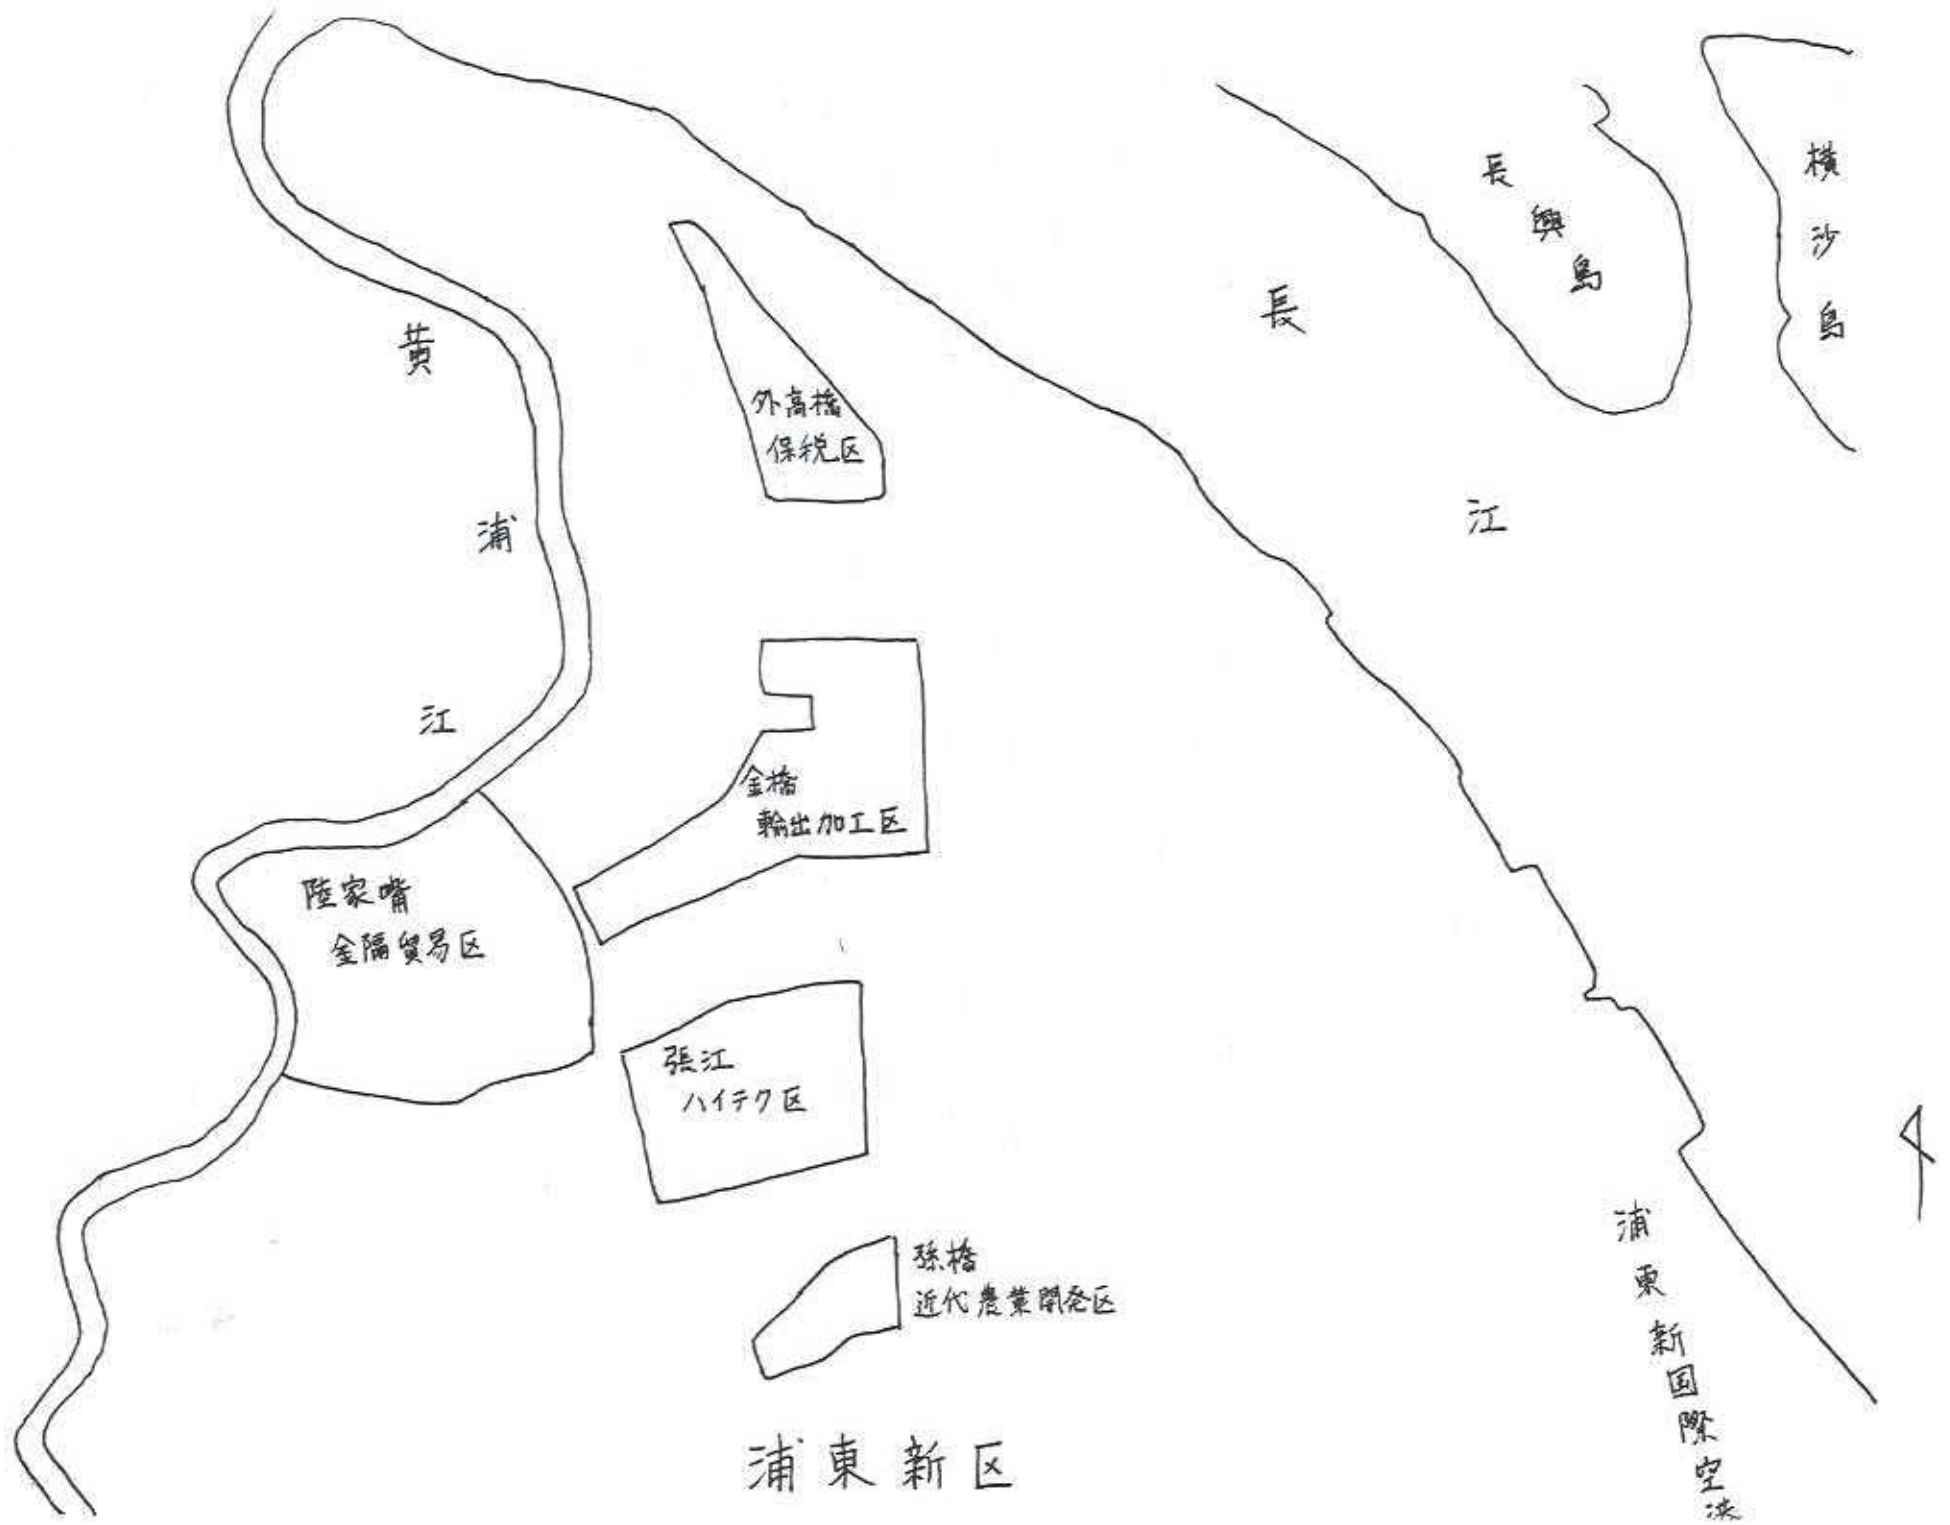 黄浦江
長江
長興島
横沙島
外高橋
保税区
金橋
輸出加工区
陸家嘴
金隔貿易区
張江
ハイテク区
孫橋
近代農業開発区
浦東新国際空港
浦東新区